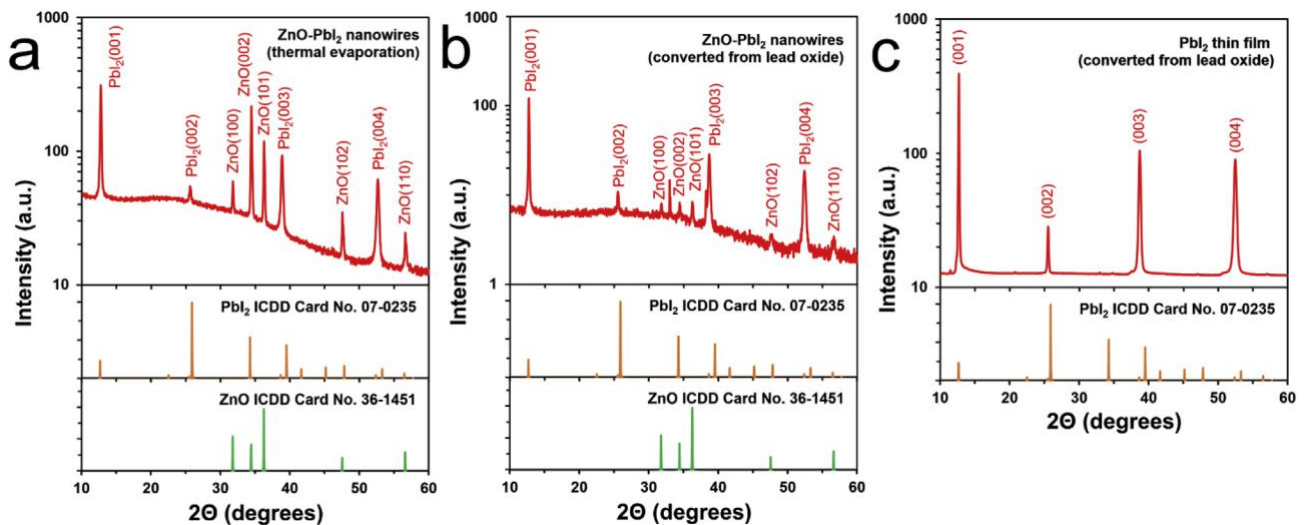 a
1000
100
10
Intensity (a.u.)
ZnO-PbI₂ nanowires
(thermal evaporation)
PbI₂(001)
PbI₂(002)
ZnO(100)
ZnO(002)
ZnO(101)
PbI₂(003)
ZnO(102)
PbI₂(004)
ZnO(110)
PbI₂ ICDD Card No. 07-0235
ZnO ICDD Card No. 36-1451
10 20 30 40 50 60
2Θ (degrees)
b
100
1
Intensity (a.u.)
ZnO-PbI₂ nanowires
(converted from lead oxide)
PbI₂(001)
PbI₂(002)
ZnO(100)
ZnO(002)
ZnO(101)
PbI₂(003)
ZnO(102)
PbI₂(004)
ZnO(110)
PbI₂ ICDD Card No. 07-0235
ZnO ICDD Card No. 36-1451
10 20 30 40 50 60
2Θ (degrees)
c
1000
100
10
Intensity (a.u.)
PbI₂ thin film
(converted from lead oxide)
(001)
(002)
(003)
(004)
PbI₂ ICDD Card No. 07-0235
10 20 30 40 50 60
2Θ (degrees)